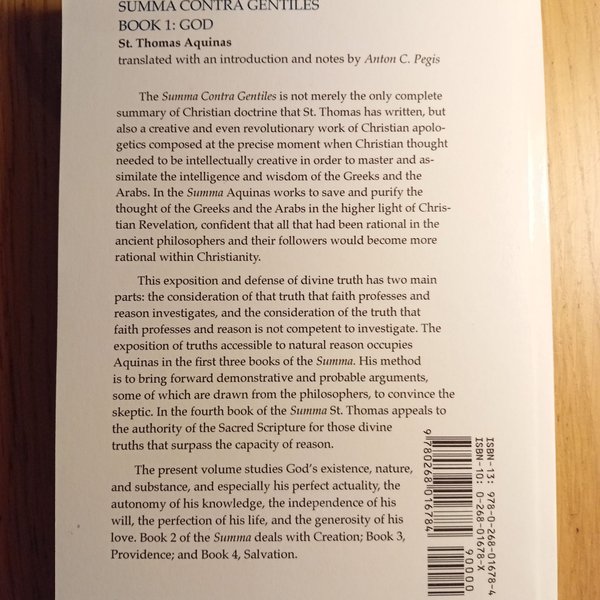 SUMMA CONTRA GENTILES
BOOK 1: GOD
St. Thomas Aquinas
translated with an introduction and notes by Anton C. Pegis
The Summa Contra Gentiles is not merely the only complete
summary of Christian doctrine that St. Thomas has written, but
also a creative and even revolutionary work of Christian apolo-
getics composed at the precise moment when Christian thought
needed to be intellectually creative in order to master and as-
similate the intelligence and wisdom of the Greeks and the
Arabs. In the Summa Aquinas works to save and purify the
thought of the Greeks and the Arabs in the higher light of Chris-
tian Revelation, confident that all that had been rational in the
ancient philosophers and their followers would become more
rational within Christianity.
This exposition and defense of divine truth has two main
parts: the consideration of that truth that faith professes and
reason investigates, and the consideration of the truth that
faith professes and reason is not competent to investigate. The
exposition of truths accessible to natural reason occupies
Aquinas in the first three books of the Summa. His method
is to bring forward demonstrative and probable arguments,
some of which are drawn from the philosophers, to convince the
skeptic. In the fourth book of the Summa St. Thomas appeals to
the authority of the Sacred Scripture for those divine
truths that surpass the capacity of reason.
The present volume studies God's existence, nature,
and substance, and especially his perfect actuality, the
autonomy of his knowledge, the independence of his
will, the perfection of his life, and the generosity of his
love. Book 2 of the Summa deals with Creation; Book 3,
Providence; and Book 4, Salvation.
ISBN-13: 978-0-268-01678-4
ISBN-10: 0-268-01678-X
9 780268 016784
90000